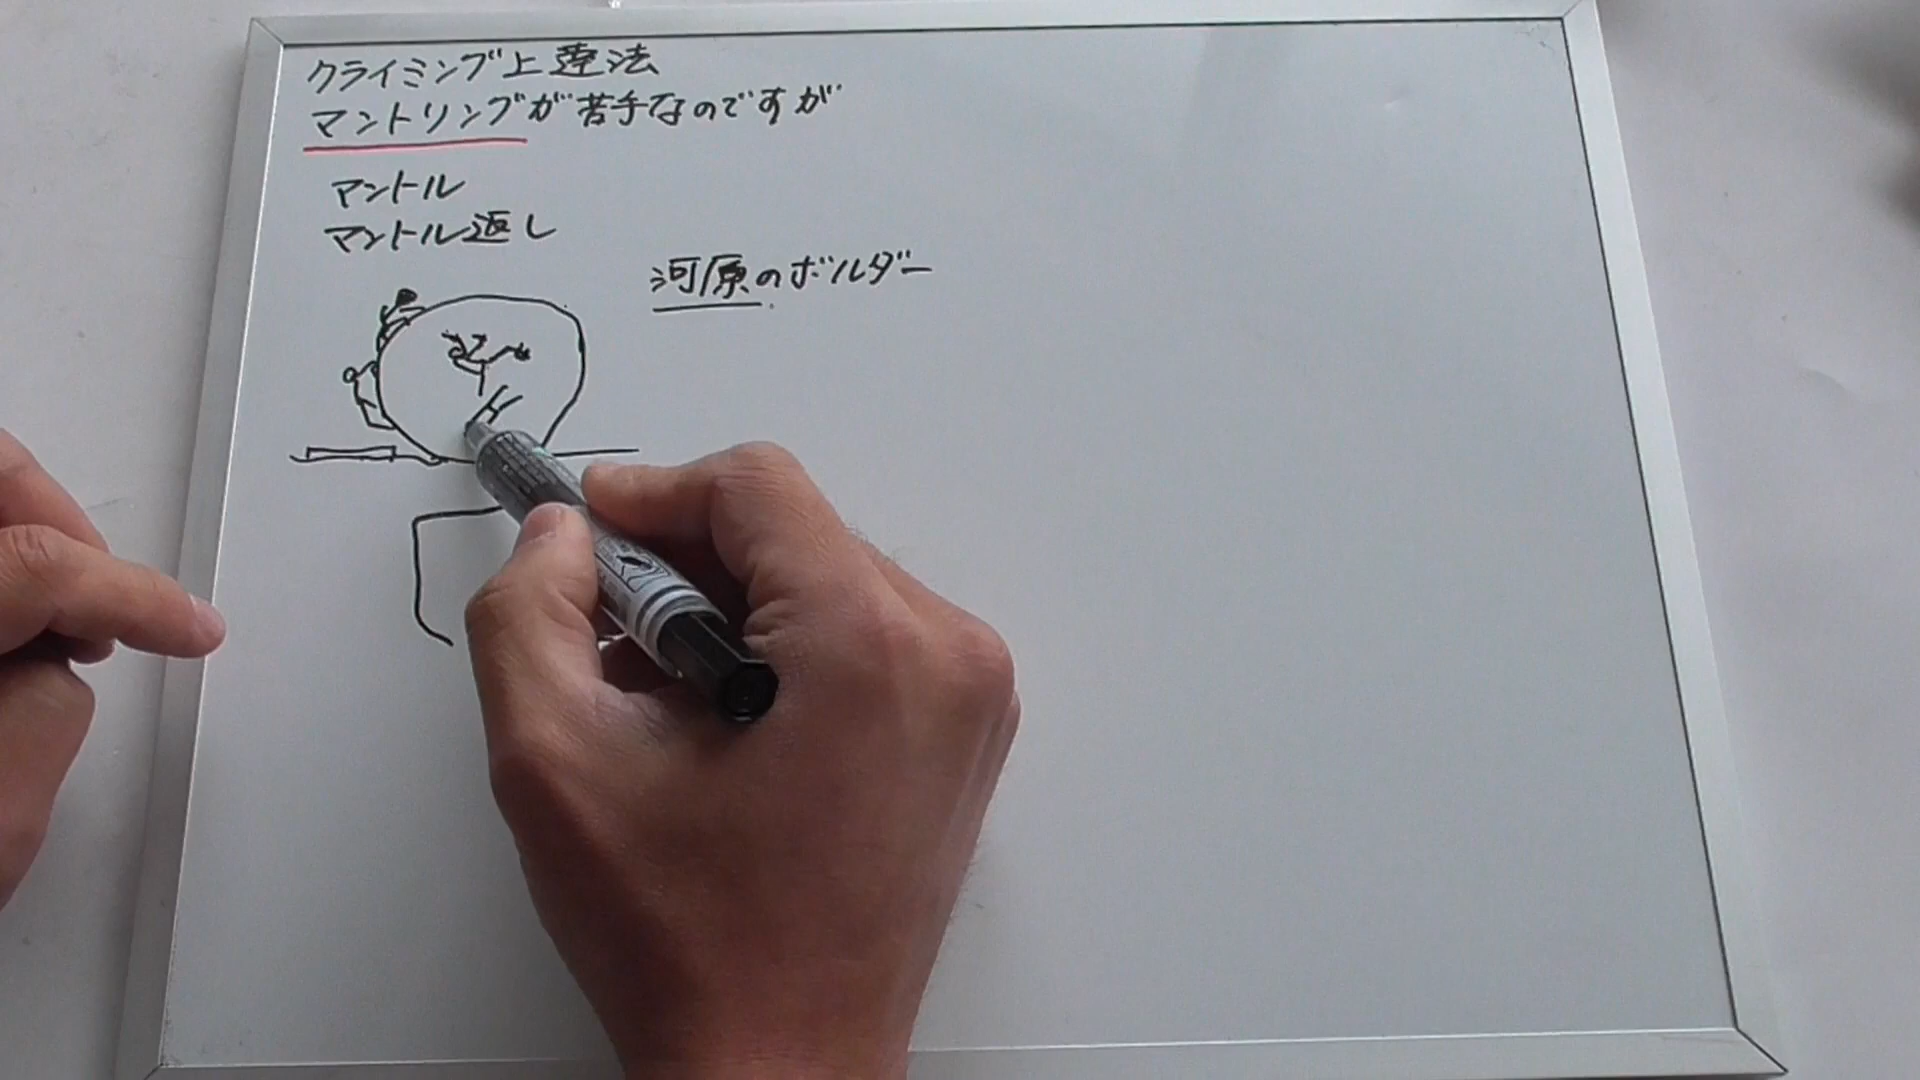 クライミング上達法
マントリングが苦手なのですが
マントル
マントル返し
河原のボルダー